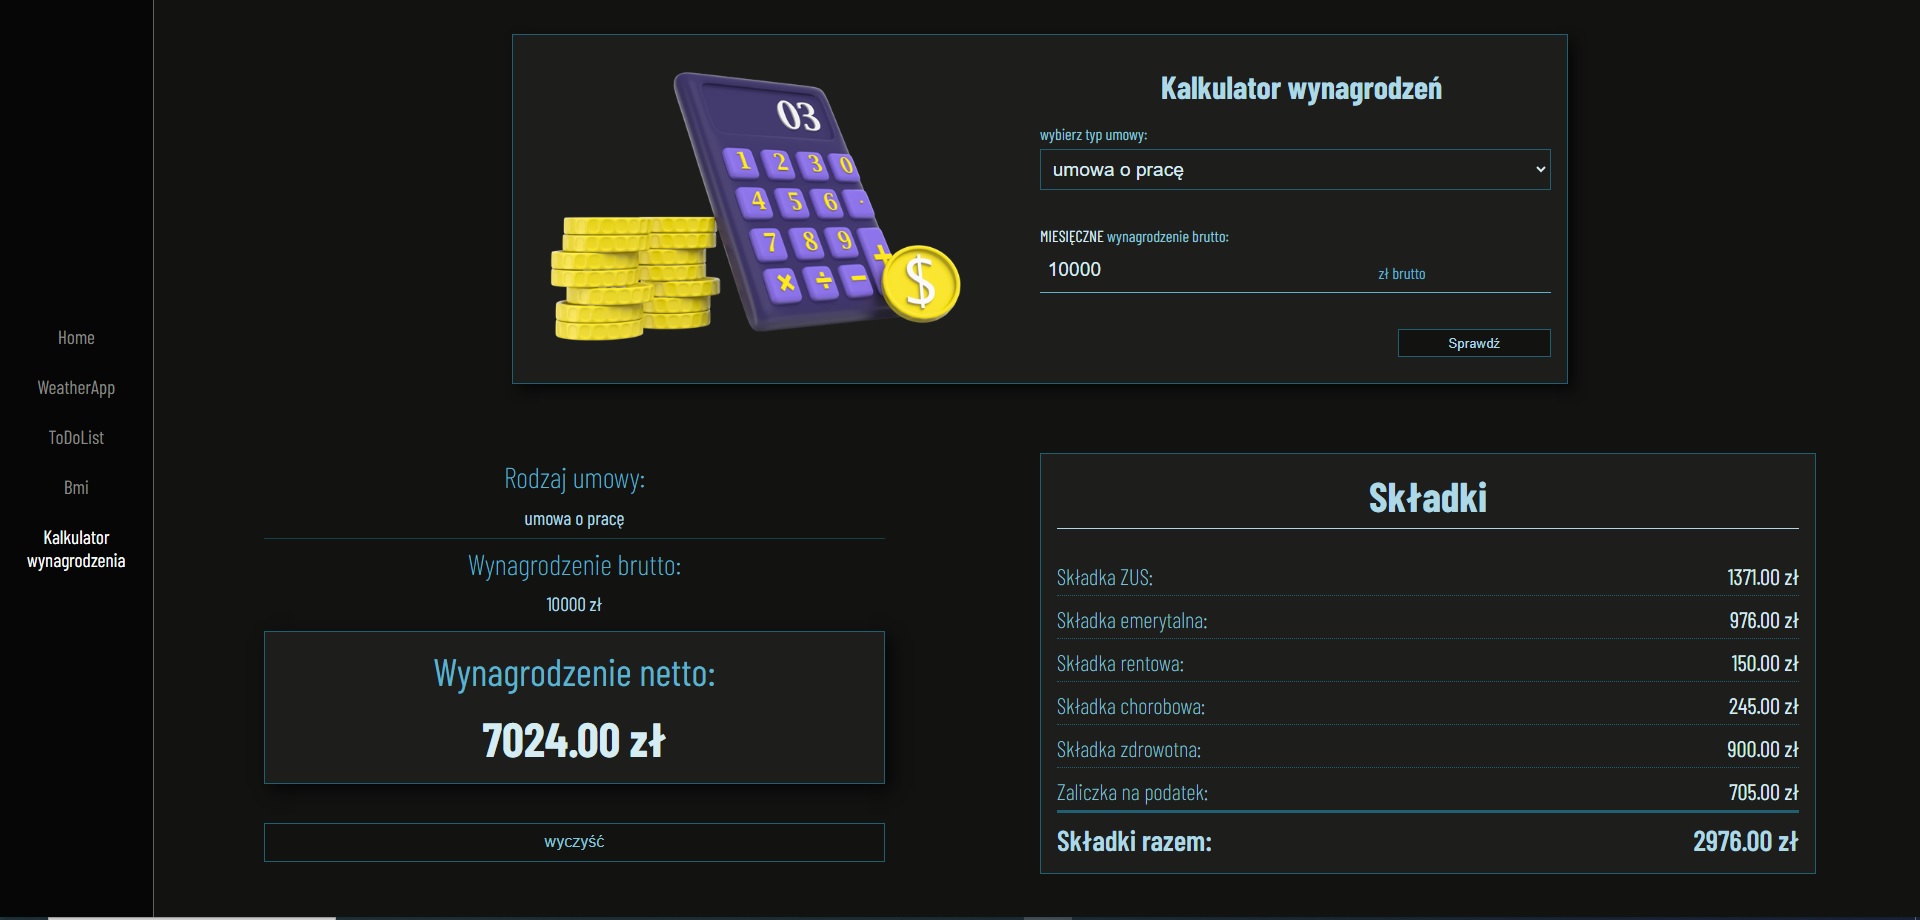 Home
WeatherApp
ToDoList
Bmi
Kalkulator
wynagrodzenia
03
1 2 3 0
4 5 6 .
7 8 9 +
× ÷ −
$
Kalkulator wynagrodzeń
wybierz typ umowy:
umowa o pracę
MIESIĘCZNE wynagrodzenie brutto:
10000 zł brutto
Sprawdź
Rodzaj umowy:
umowa o pracę
Wynagrodzenie brutto:
10000 zł
Wynagrodzenie netto:
7024.00 zł
wyczyść
Składki
Składka ZUS: 1371.00 zł
Składka emerytalna: 976.00 zł
Składka rentowa: 150.00 zł
Składka chorobowa: 245.00 zł
Składka zdrowotna: 900.00 zł
Zaliczka na podatek: 705.00 zł
Składki razem: 2976.00 zł